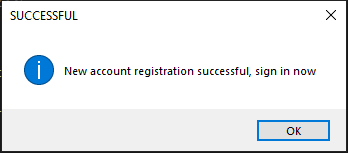 SUCCESSFUL
New account registration successful, sign in now
OK